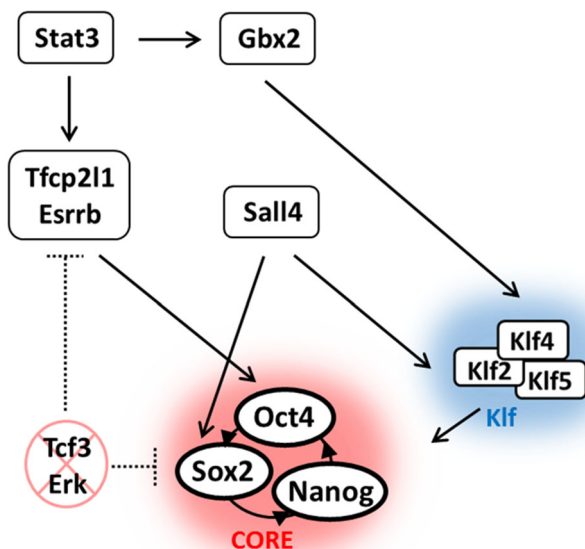 Stat3
Gbx2
Tfcp2l1
Esrrb
Sall4
Klf4
Klf2
Klf5
Klf
Oct4
Tcf3
Erk
Sox2
Nanog
CORE